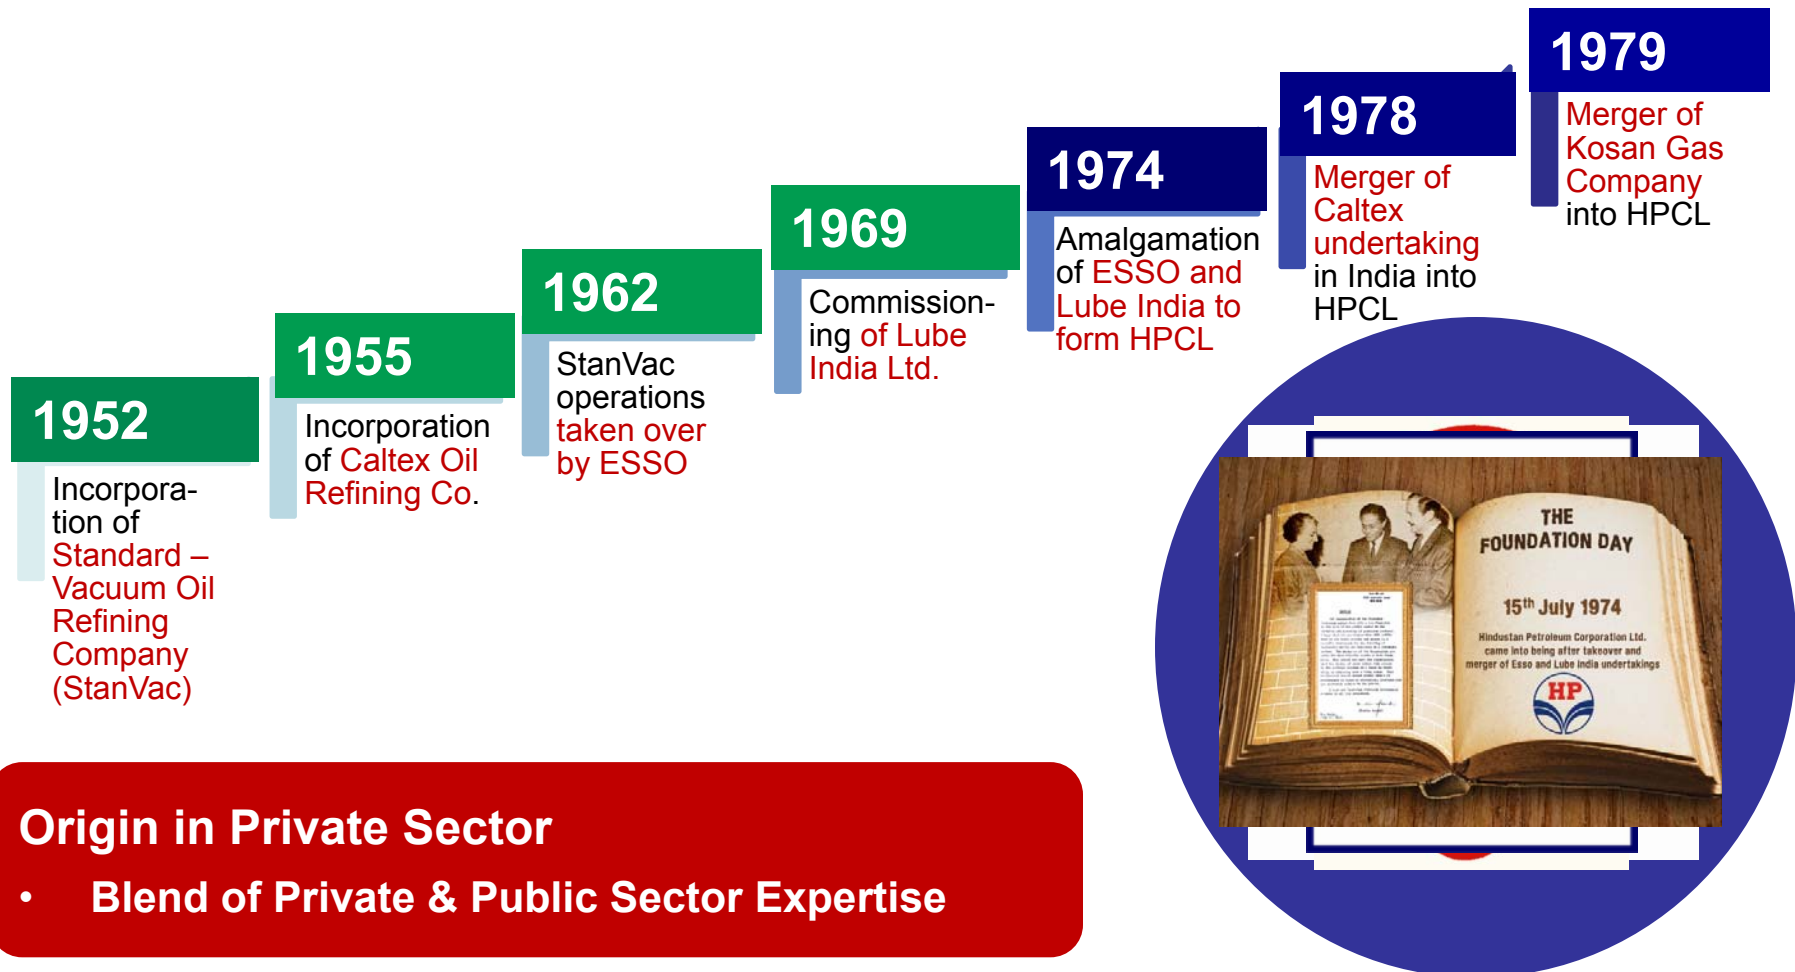 1952
Incorpora-
tion of
Standard –
Vacuum Oil
Refining
Company
(StanVac)
1955
Incorporation
of Caltex Oil
Refining Co.
1962
StanVac
operations
taken over
by ESSO
1969
Commission-
ing of Lube
India Ltd.
1974
Amalgamation
of ESSO and
Lube India to
form HPCL
1978
Merger of
Caltex
undertaking
in India into
HPCL
1979
Merger of
Kosan Gas
Company
into HPCL
THE
FOUNDATION DAY
15th July 1974
Hindustan Petroleum Corporation Ltd.
came into being after takeover and
merger of Esso and Lube India undertakings
HP
Origin in Private Sector
• Blend of Private & Public Sector Expertise